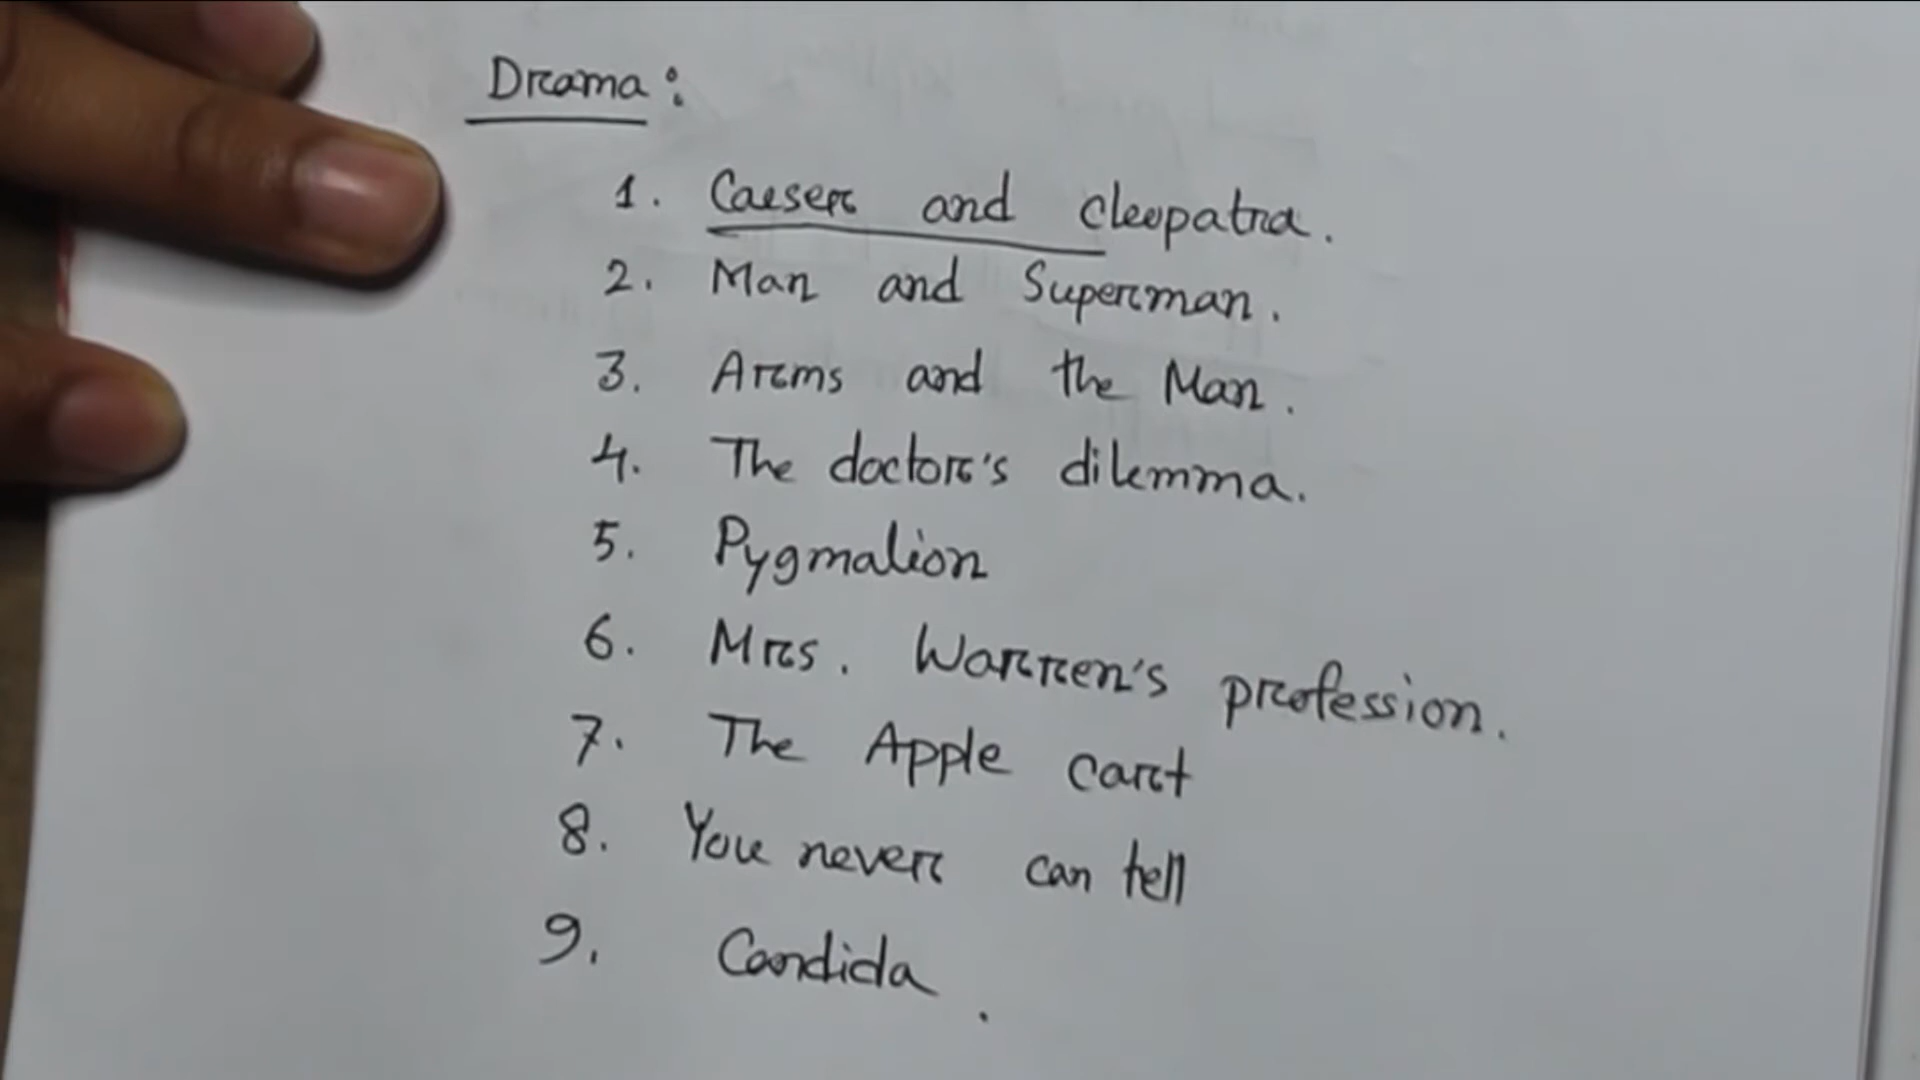 Drama:
1. Caeser and cleopatra.
2. Man and Superman.
3. Arms and the Man.
4. The doctor's dilemma.
5. Pygmalion
6. Mrs. Warren's profession.
7. The Apple cart
8. You never can tell
9. Candida.